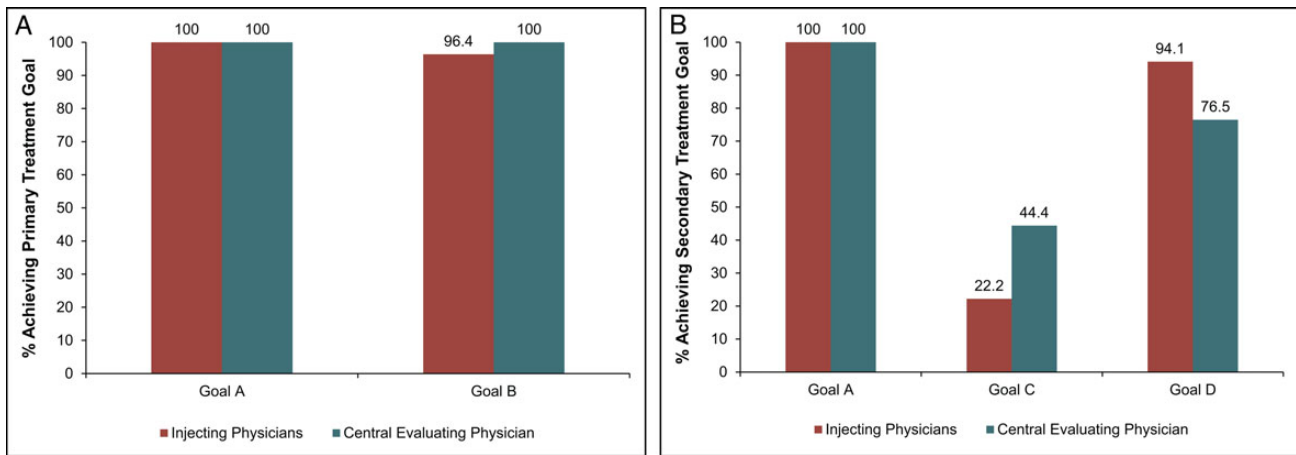 A
% Achieving Primary Treatment Goal
100 100 96.4 100
100
90
80
70
60
50
40
30
20
10
0
Goal A Goal B
Injecting Physicians Central Evaluating Physician
B
% Achieving Secondary Treatment Goal
100 100 22.2 44.4 94.1 76.5
100
90
80
70
60
50
40
30
20
10
0
Goal A Goal C Goal D
Injecting Physicians Central Evaluating Physician